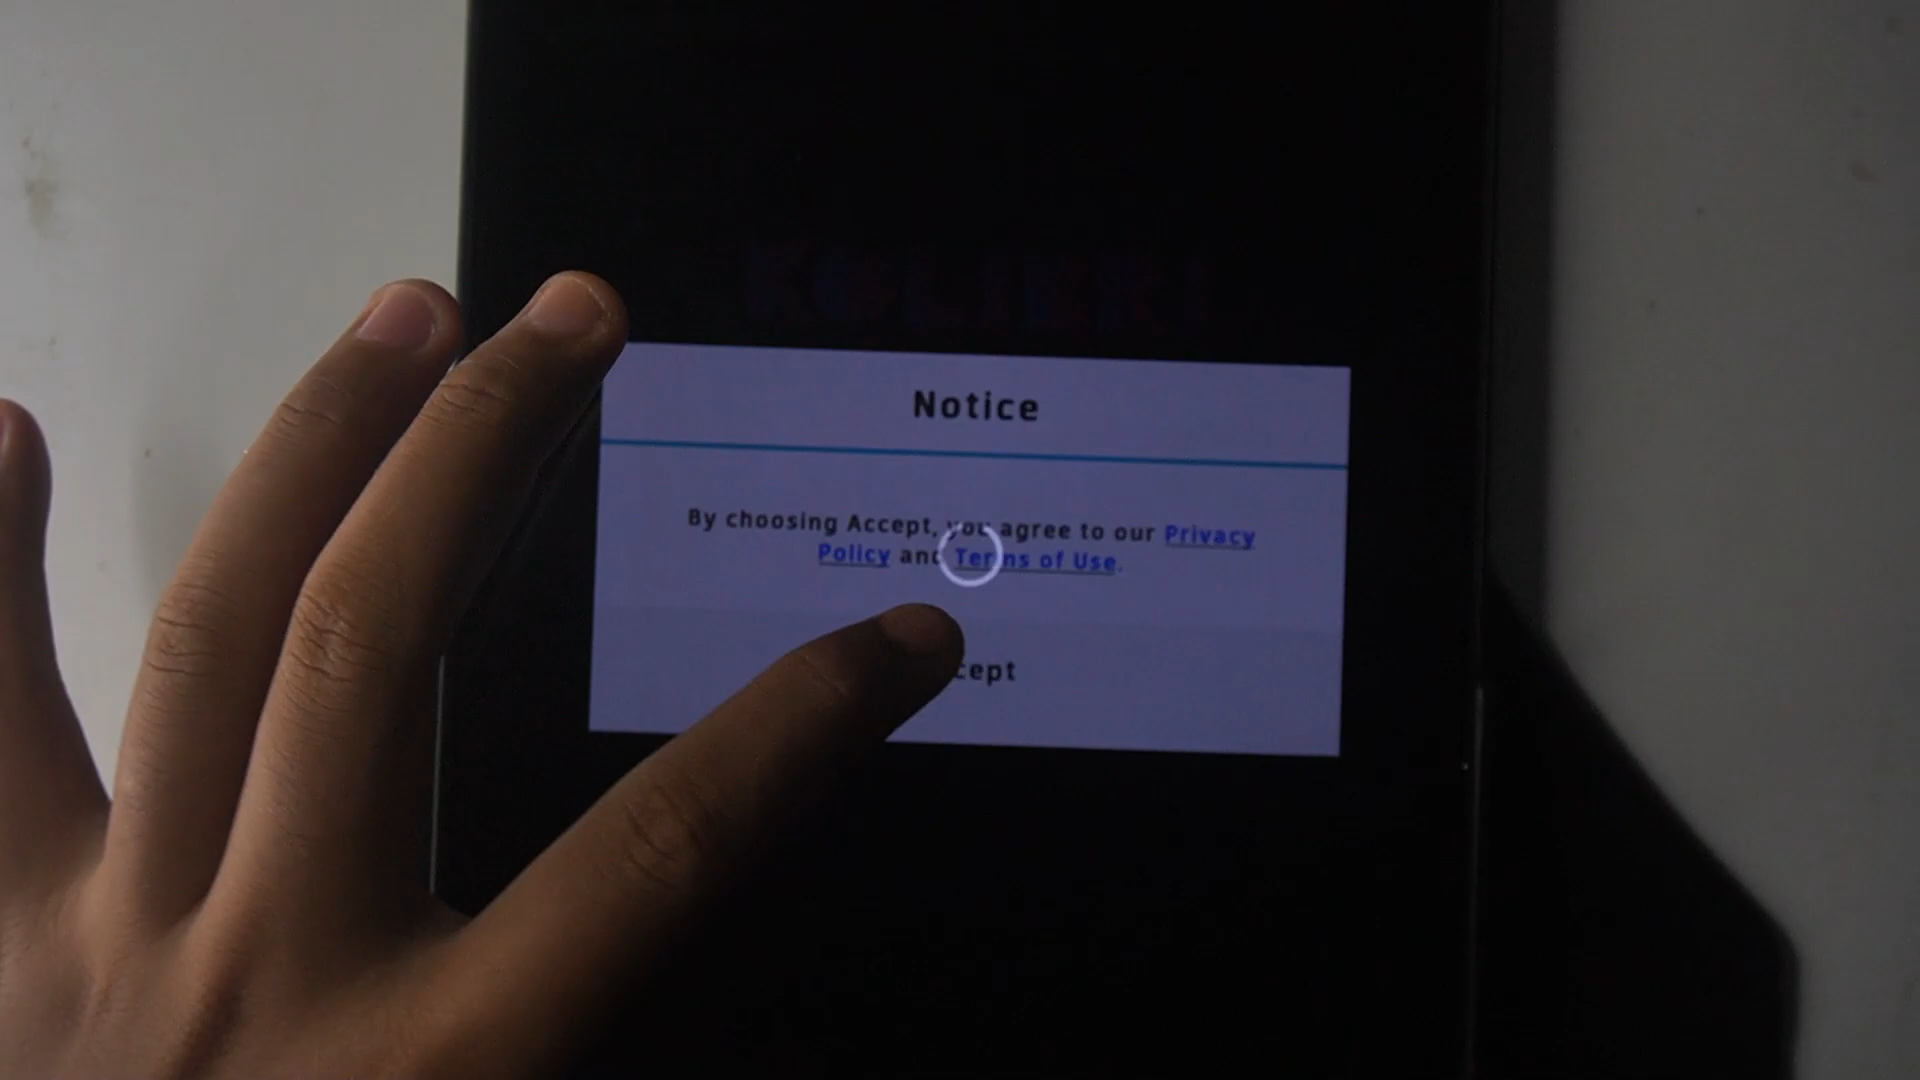 Notice
By choosing Accept, you agree to our Privacy
Policy and Terms of Use.
cept